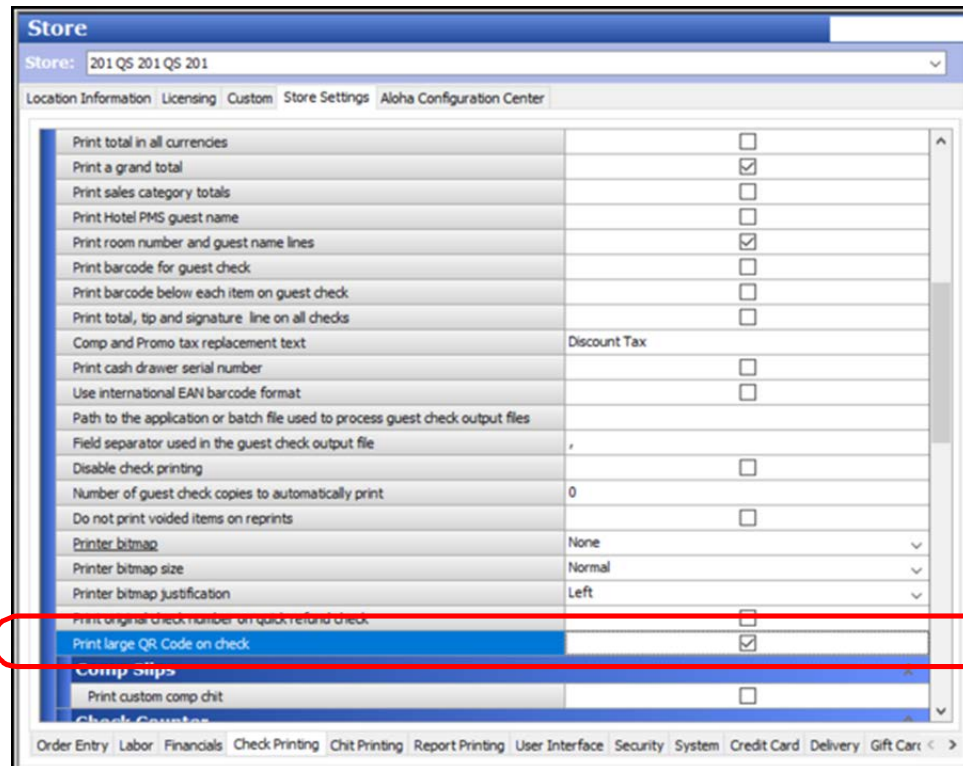 Store
Store: 201 QS 201 QS 201
Location Information Licensing Custom Store Settings Aloha Configuration Center
Print total in all currencies
Print a grand total
Print sales category totals
Print Hotel PMS guest name
Print room number and guest name lines
Print barcode for guest check
Print barcode below each item on guest check
Print total, tip and signature line on all checks
Comp and Promo tax replacement text Discount Tax
Print cash drawer serial number
Use international EAN barcode format
Path to the application or batch file used to process guest check output files
Field separator used in the guest check output file ,
Disable check printing
Number of guest check copies to automatically print 0
Do not print voided items on reprints
Printer bitmap None
Printer bitmap size Normal
Printer bitmap justification Left
Print original check number on quick refund check
Print large QR Code on check
Comp Slips
Print custom comp chit
Check Counter
Order Entry Labor Financials Check Printing Chit Printing Report Printing User Interface Security System Credit Card Delivery Gift Card